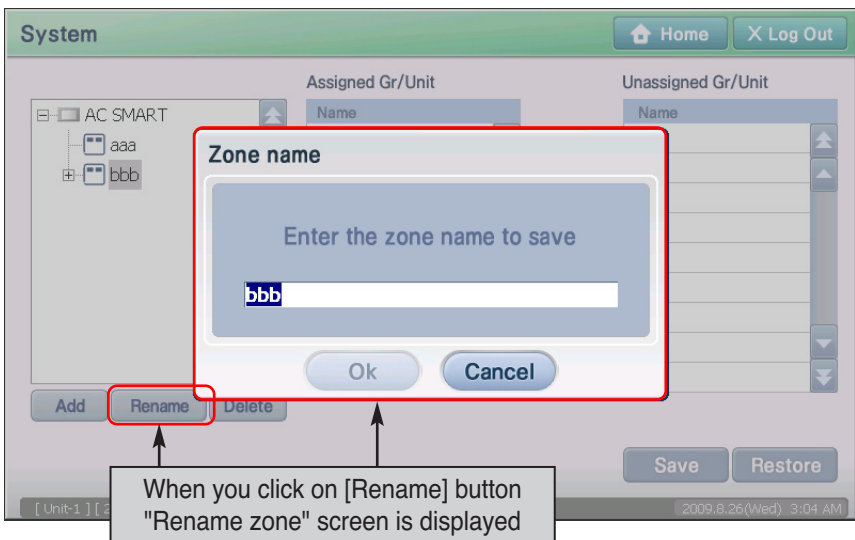 System
Home
X Log Out
Assigned Gr/Unit
Unassigned Gr/Unit
Name
Name
AC SMART
aaa
bbb
Zone name
Enter the zone name to save
bbb
Ok
Cancel
Add
Rename
Delete
Save
Restore
When you click on [Rename] button
"Rename zone" screen is displayed
[ Unit-1 ] [ 2
2009.8.26(Wed) 3:04 AM